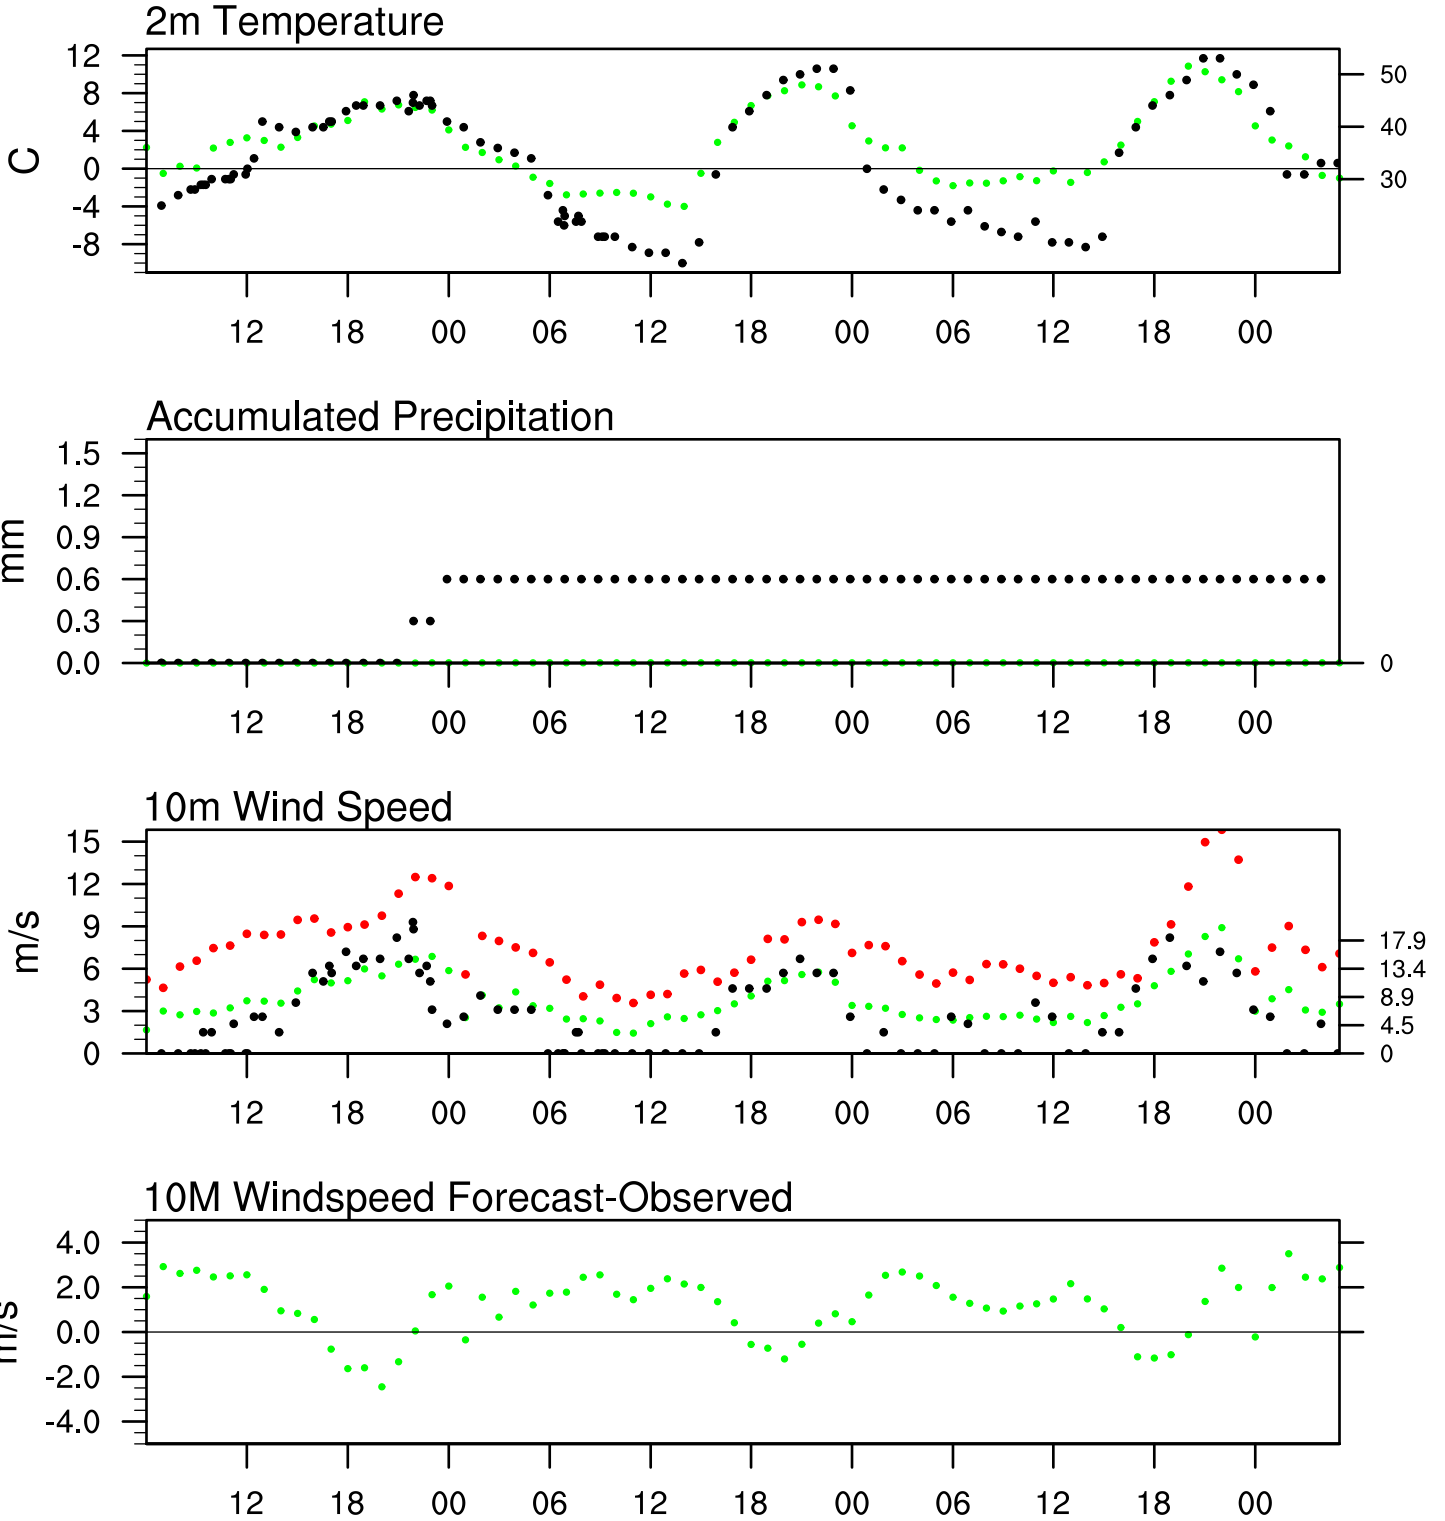 2m Temperature
12
8
4
0
-4
-8
C
50
40
30
12 18 00 06 12 18 00 06 12 18 00
Accumulated Precipitation
1.5
1.2
0.9
0.6
0.3
0.0
mm
0
12 18 00 06 12 18 00 06 12 18 00
10m Wind Speed
15
12
9
6
3
0
m/s
17.9
13.4
8.9
4.5
0
12 18 00 06 12 18 00 06 12 18 00
10M Windspeed Forecast-Observed
4.0
2.0
0.0
-2.0
-4.0
m/s
12 18 00 06 12 18 00 06 12 18 00